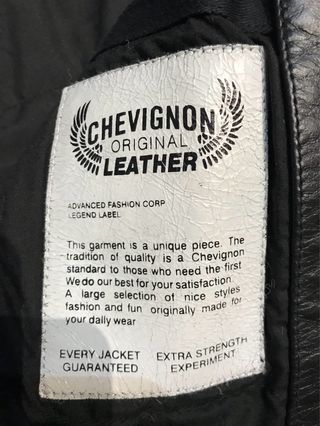 CHEVIGNON
ORIGINAL
LEATHER
ADVANCED FASHION CORP
LEGEND LABEL
This garment is a unique piece. The
tradition of quality is a Chevignon
standard to those who need the first
We do our best for your satisfaction.
A large selection of nice styles
fashion and fun originally made for
your daily wear
EVERY JACKET EXTRA STRENGTH
GUARANTEED EXPERIMENT